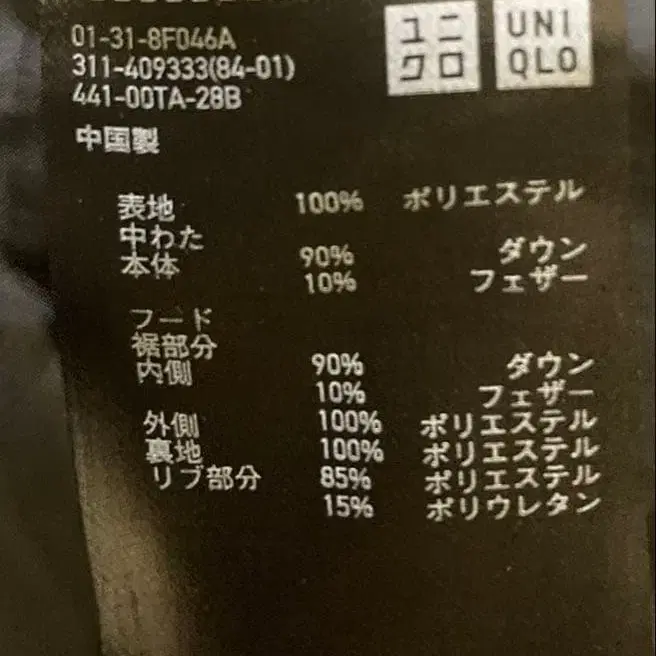 01-31-8F046A
311-409333(84-01)
441-00TA-28B
ユニ
クロ
UNI
QLO
中国製
表地 100% ポリエステル
中わた
本体 90% ダウン
10% フェザー
フード
裾部分
内側 90% ダウン
10% フェザー
外側 100% ポリエステル
裏地 100% ポリエステル
リブ部分 85% ポリエステル
15% ポリウレタン